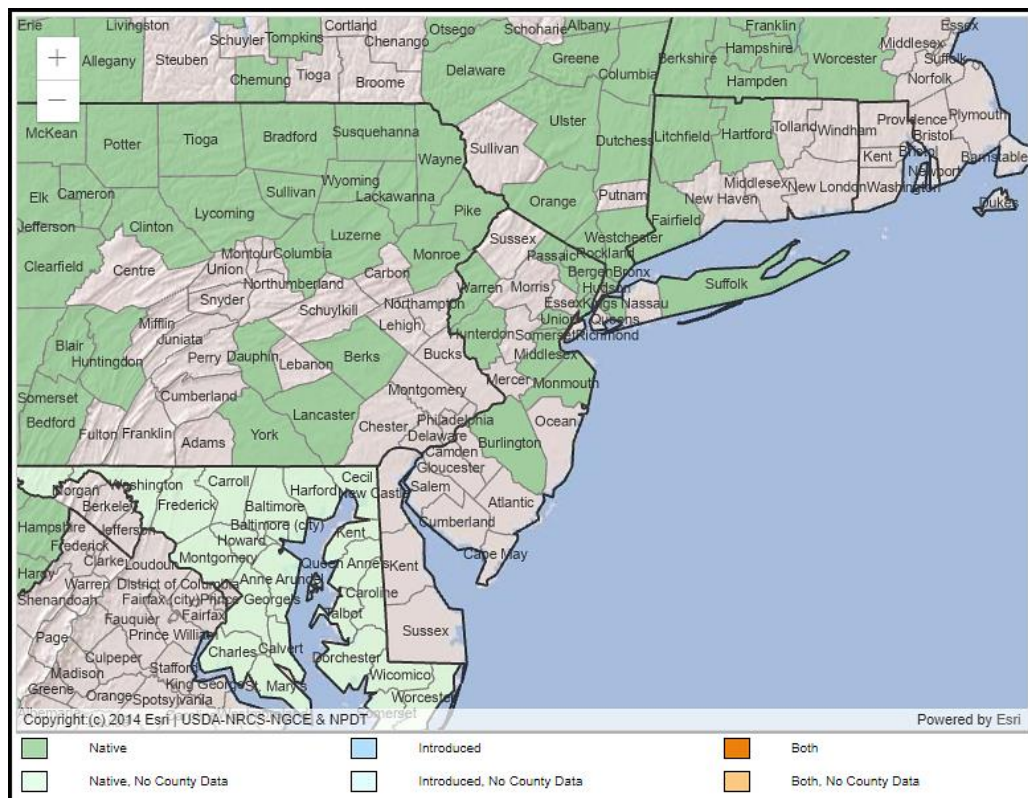 Erie Livingston Cortland Otsego Schoharie Albany Franklin Essex
Schuyler Tompkins Chenango Hampshire Middlesex
Allegany Steuben Delaware Greene Berkshire Worcester Suffolk
Chemung Tioga Broome Columbia Hampden Norfolk
+
−
McKean Potter Tioga Bradford Susquehanna Ulster Providence Plymouth
Sullivan Dutchess Litchfield Hartford Tolland Windham Bristol
Wayne Kent Bristol Barnstable
Elk Cameron Sullivan Wyoming Lackawanna Putnam Middlesex New London Washington Newport
Jefferson Clinton Lycoming Pike Orange New Haven Dukes
Luzerne Sussex Westchester Fairfield
Clearfield Centre Montour Columbia Monroe Passaic Rockland
Union Carbon Bergen Bronx
Northumberland Warren Morris Hudson Suffolk
Snyder Schuylkill Northampton Essex Kings Nassau
Mifflin Lehigh Hunterdon Union Queens
Blair Juniata Somerset Richmond
Huntingdon Perry Dauphin Lebanon Berks Bucks Middlesex
Somerset Cumberland Montgomery Mercer Monmouth
Bedford Fulton Franklin Adams York Lancaster Chester Philadelphia Ocean
Delaware Burlington
Camden
Morgan Washington Carroll Cecil Gloucester
Berkeley Frederick Baltimore Harford New Castle Salem Atlantic
Hampshire Jefferson Baltimore (city) Cumberland
Frederick Howard Kent
Clarke Loudoun Montgomery Queen Anne's Kent Cape May
Hardy Warren District of Columbia Anne Arundel
Shenandoah Fairfax (city) Prince George's Caroline
Fauquier Fairfax Talbot
Page Prince William Sussex
Culpeper Charles Calvert Dorchester
Madison Stafford Wicomico
Greene Orange King George St. Mary's Worcester
Spotsylvania
Albemarle Somerset
Copyright:(c) 2014 Esri | USDA-NRCS-NGCE & NPDT Powered by Esri
Native Introduced Both
Native, No County Data Introduced, No County Data Both, No County Data